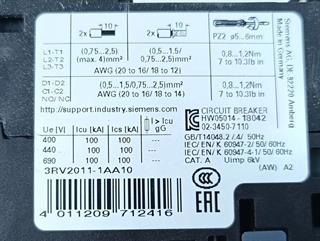 10
10
2x
2x
PZ2 ø5...6mm
L1-T1
L2-T2
L3-T3
(0,75...2,5)
(max.4) mm²
(0,5...1.5/
0,75...2,5) mm²
0,8...1,2Nm
7 to 10.3lb·in
AWG (20 to 16/ 18 to 12)
D1-D2
C1-C2
NO/NC
(0,5...1,5/0,75...2,5) mm²
AWG (20 to 16/ 18 to 16)
0,8...1,2Nm
7 to 10.3lb·in
Siemens AG, DE 92220 Amberg
Made in Germany
http://support.industry.siemens.com
Ue [V]
Icu [kA]
Ics [kA]
I > Icu
gG
400
100
100
440
100
100
690
100
100
CIRCUIT BREAKER
HW05014 - 18042
02-3450-7110
GB/T14048.2 /.4/ 50Hz
IEC/ EN/ K 60947-2/ 50/ 60Hz
IEC/ EN/ K 60947-4-1/ 50/ 60Hz
CAT. A Uimp 6kV
3RV2011-1AA10
(AW) A2
4 011209 712416
CCC
EAC